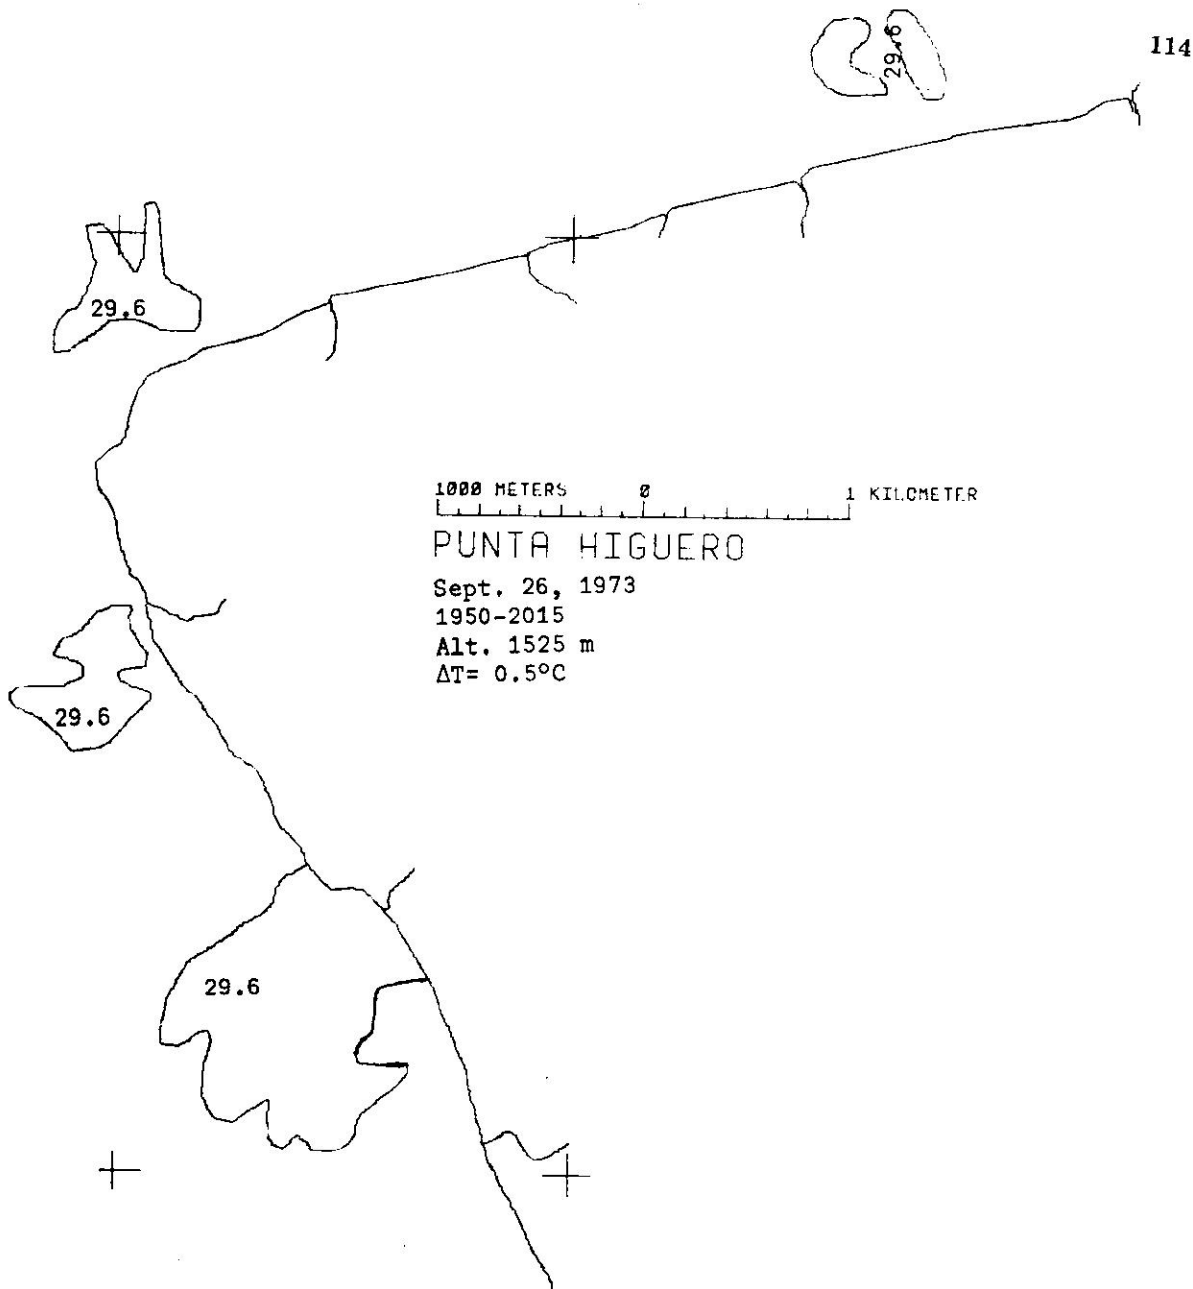 114
29.6
29.6
1000 METERS 0 1 KILOMETER
PUNTA HIGUERO
Sept. 26, 1973
1950-2015
Alt. 1525 m
ΔT= 0.5°C
29.6
29.6